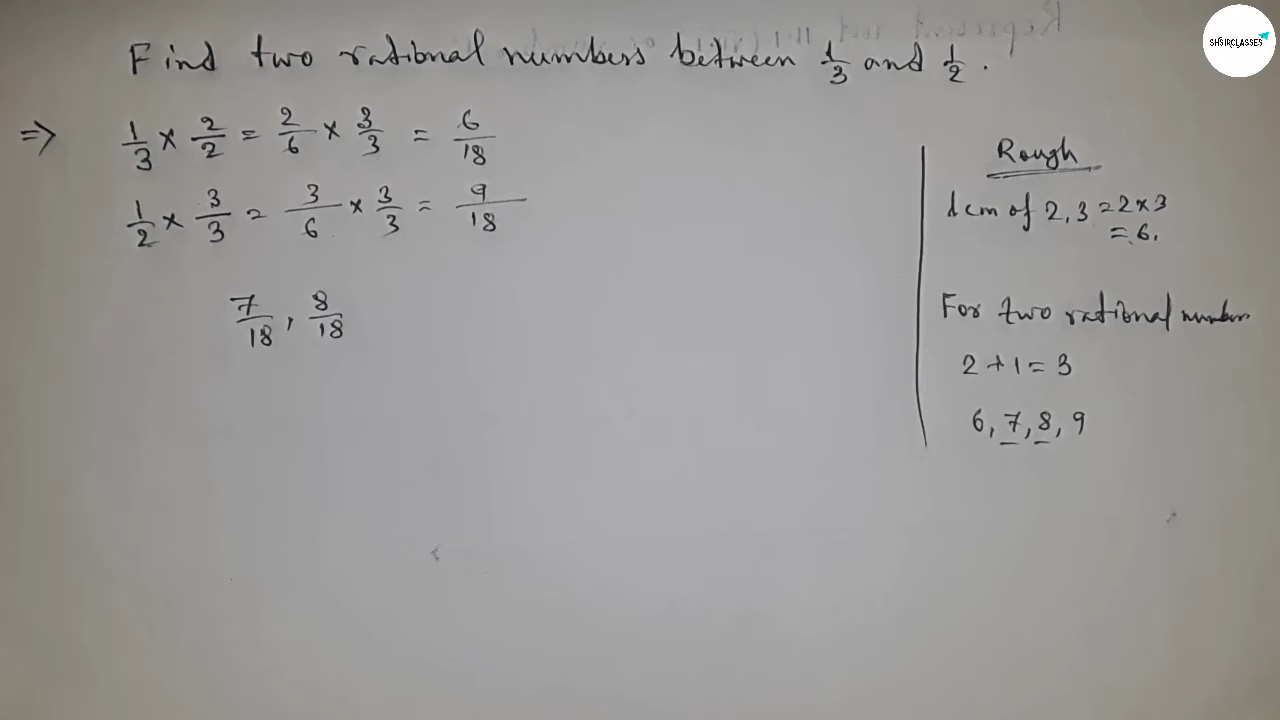 Find two rational numbers between 1/3 and 1/2.
=> 1/3 × 2/2 = 2/6 × 3/3 = 6/18
1/2 × 3/3 = 3/6 × 3/3 = 9/18
7/18, 8/18
Rough
lcm of 2,3 = 2×3
= 6.
For two rational numbers
2+1=3
6, 7, 8, 9
SHSIRCLASSES